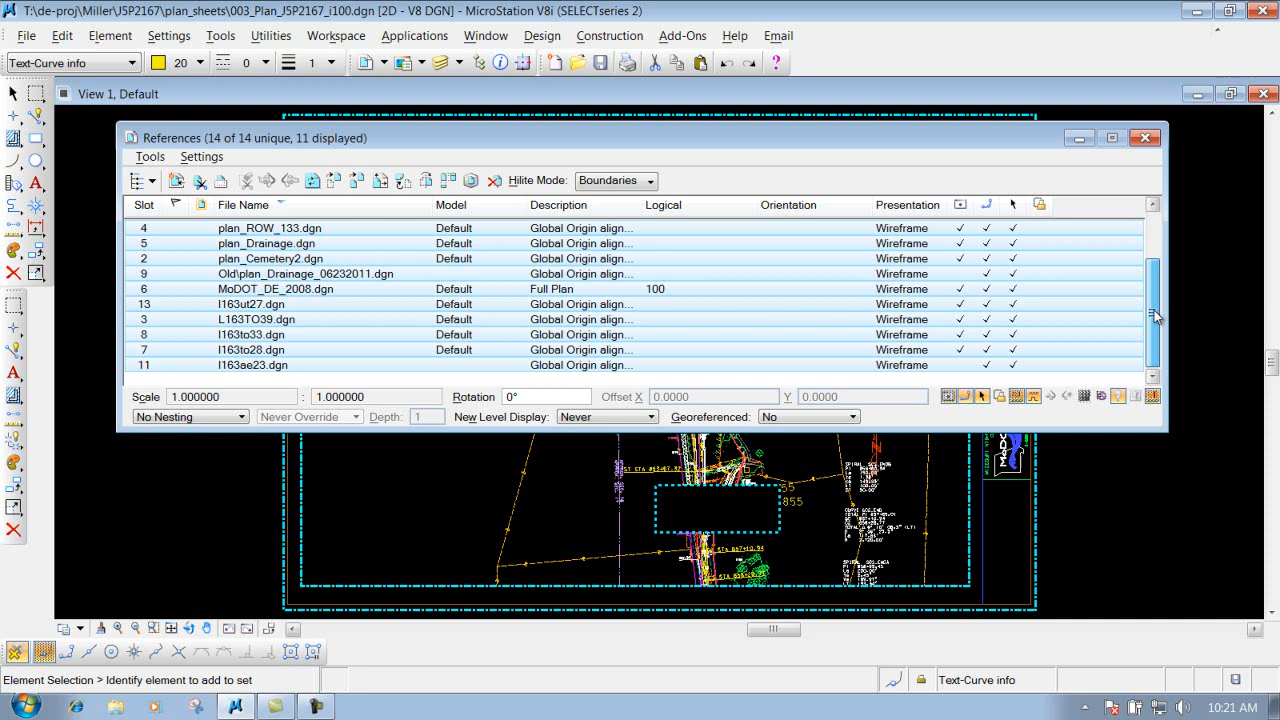 T:\de-proj\Miller\J5P2167\plan_sheets\003_Plan_J5P2167_i100.dgn [2D - V8 DGN] - MicroStation V8i (SELECTseries 2)
File Edit Element Settings Tools Utilities Workspace Applications Window Design Construction Add-Ons Help Email
Text-Curve info 20 0 1
View 1, Default
References (14 of 14 unique, 11 displayed)
Tools Settings
Hilite Mode: Boundaries
Slot File Name Model Description Logical Orientation Presentation
4 plan_ROW_133.dgn Default Global Origin align... Wireframe
5 plan_Drainage.dgn Default Global Origin align... Wireframe
2 plan_Cemetery2.dgn Default Global Origin align... Wireframe
9 Old\plan_Drainage_06232011.dgn Global Origin align... Wireframe
6 MoDOT_DE_2008.dgn Default Full Plan 100 Wireframe
13 l163ut27.dgn Default Global Origin align... Wireframe
3 L163TO39.dgn Default Global Origin align... Wireframe
8 l163to33.dgn Default Global Origin align... Wireframe
7 l163to28.dgn Default Global Origin align... Wireframe
11 l163ae23.dgn Global Origin align... Wireframe
Scale 1.000000 : 1.000000 Rotation 0° Offset X 0.0000 Y 0.0000
No Nesting Never Override Depth: 1 New Level Display: Never Georeferenced: No
MoDOT
55
855
Element Selection > Identify element to add to set
Text-Curve info
10:21 AM